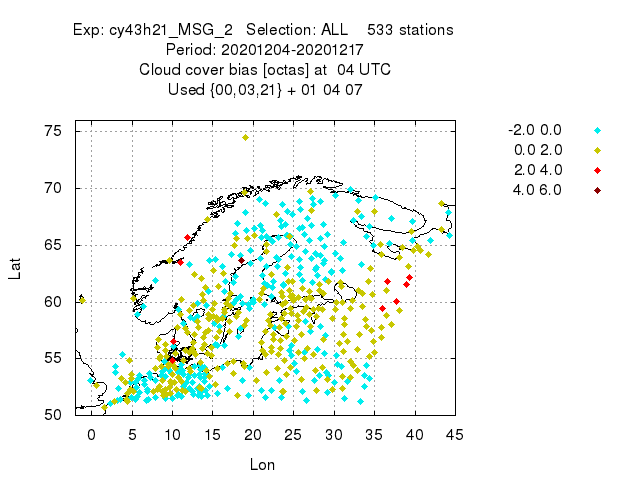 Exp: cy43h21_MSG_2 Selection: ALL 533 stations
Period: 20201204-20201217
Cloud cover bias [octas] at 04 UTC
Used {00,03,21} + 01 04 07
-2.0 0.0
0.0 2.0
2.0 4.0
4.0 6.0
75
70
65
60
55
50
Lat
0 5 10 15 20 25 30 35 40 45
Lon